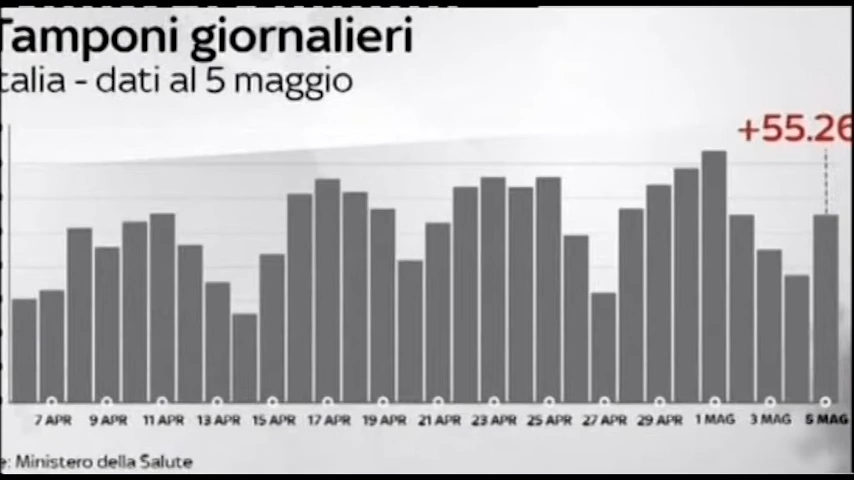 Tamponi giornalieri
talia - dati al 5 maggio
+55.26
7 APR 9 APR 11 APR 13 APR 15 APR 17 APR 19 APR 21 APR 23 APR 25 APR 27 APR 29 APR 1 MAG 3 MAG 5 MAG
e: Ministero della Salute